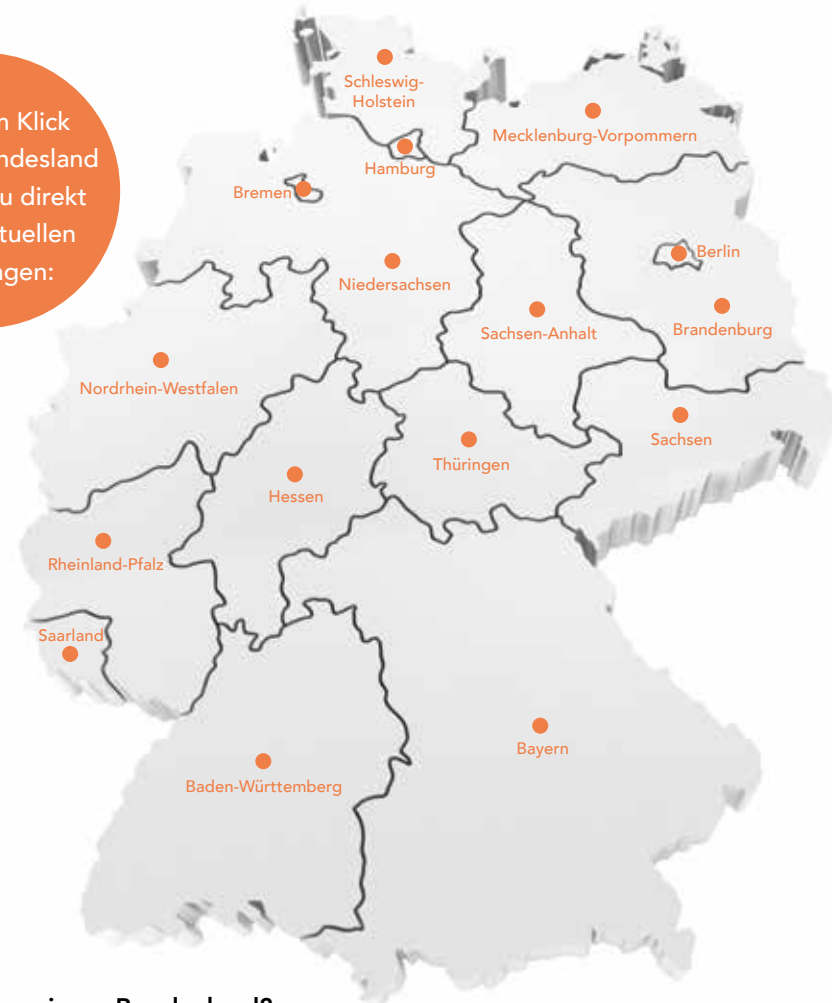 Klick
ndesland
u direkt
tuellen
gen:
Schleswig-
Holstein
Mecklenburg-Vorpommern
Hamburg
Bremen
Berlin
Niedersachsen
Sachsen-Anhalt
Brandenburg
Nordrhein-Westfalen
Sachsen
Thüringen
Hessen
Rheinland-Pfalz
Saarland
Bayern
Baden-Württemberg